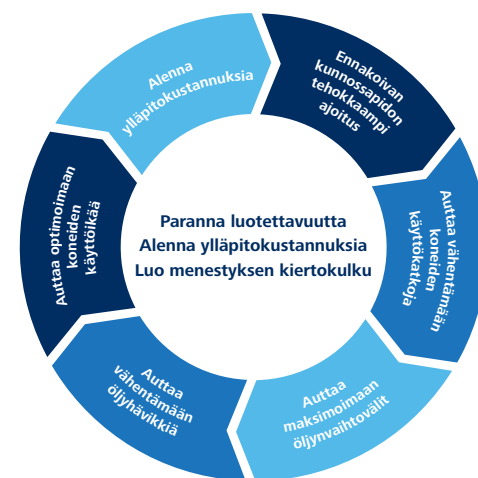 Alenna
ylläpitokustannuksia
Ennakoivan
kunnossapidon
tehokkaampi
ajoitus
Auttaa vähentämään
koneiden
käyttökatkoja
Auttaa
maksimoimaan
öljynvaihtovälit
Auttaa
vähentämään
öljyhävikkiä
Auttaa optimoimaan
koneiden
käyttöikää
Paranna luotettavuutta
Alenna ylläpitokustannuksia
Luo menestyksen kiertokulku